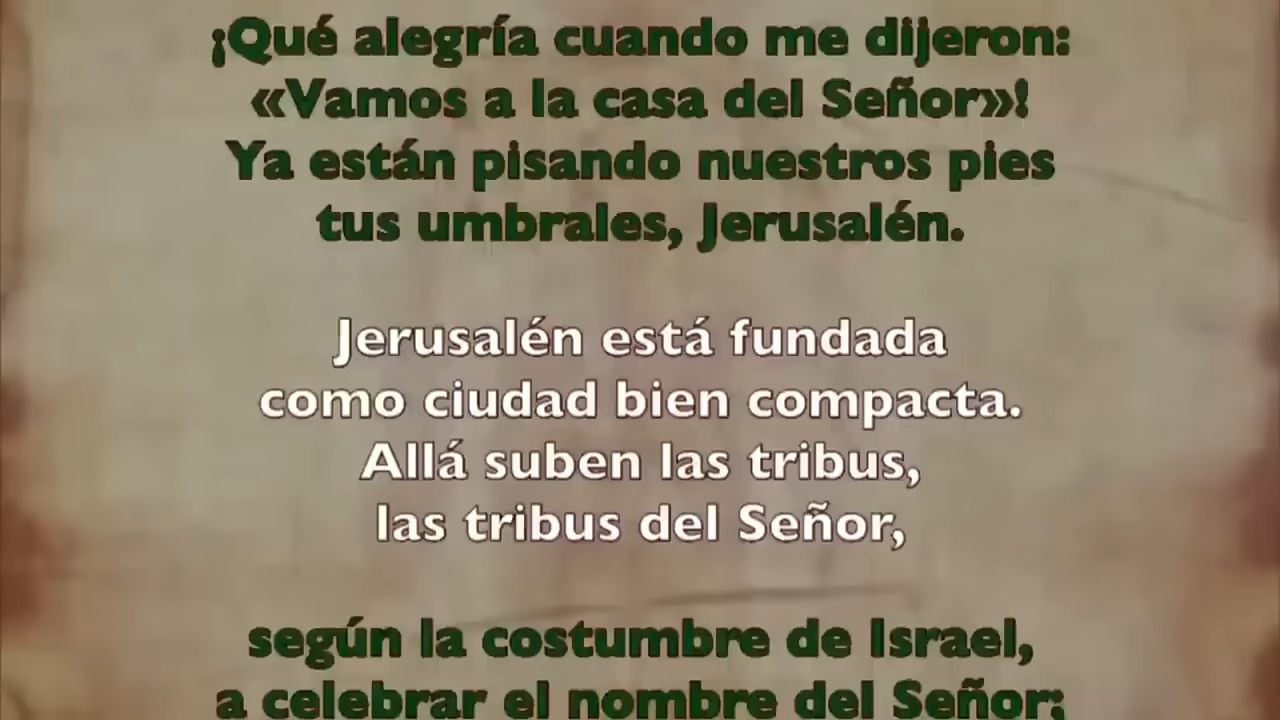 ¡Qué alegría cuando me dijeron:
«Vamos a la casa del Señor»!
Ya están pisando nuestros pies
tus umbrales, Jerusalén.
Jerusalén está fundada
como ciudad bien compacta.
Allá suben las tribus,
las tribus del Señor,
según la costumbre de Israel,
a celebrar el nombre del Señor;